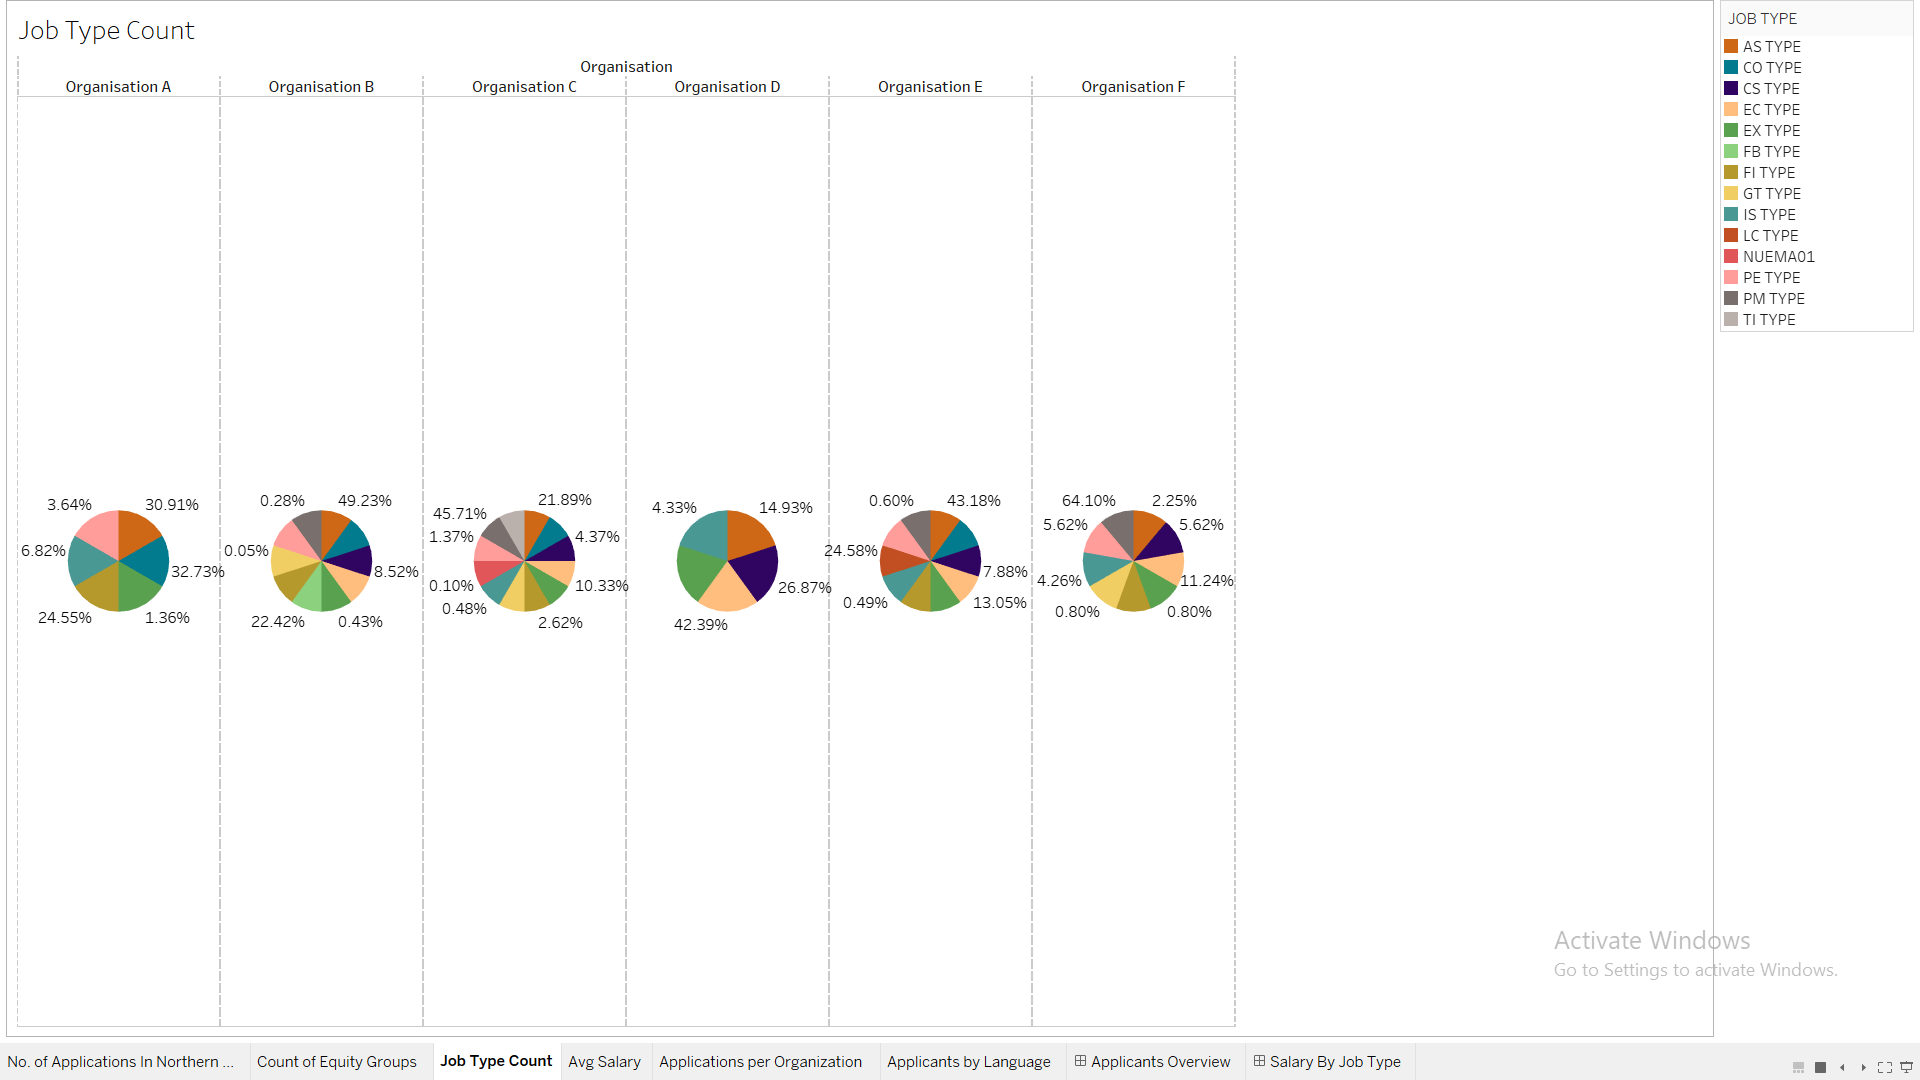 Job Type Count
Organisation
Organisation A
Organisation B
Organisation C
Organisation D
Organisation E
Organisation F
3.64%
30.91%
6.82%
32.73%
24.55%
1.36%
0.28%
49.23%
0.05%
8.52%
22.42%
0.43%
21.89%
45.71%
1.37%
4.37%
0.10%
10.33%
0.48%
2.62%
4.33%
14.93%
26.87%
42.39%
0.60%
43.18%
24.58%
7.88%
0.49%
13.05%
64.10%
2.25%
5.62%
5.62%
4.26%
11.24%
0.80%
0.80%
JOB TYPE
AS TYPE
CO TYPE
CS TYPE
EC TYPE
EX TYPE
FB TYPE
FI TYPE
GT TYPE
IS TYPE
LC TYPE
NUEMA01
PE TYPE
PM TYPE
TI TYPE
Activate Windows
Go to Settings to activate Windows.
No. of Applications In Northern ...
Count of Equity Groups
Job Type Count
Avg Salary
Applications per Organization
Applicants by Language
Applicants Overview
Salary By Job Type